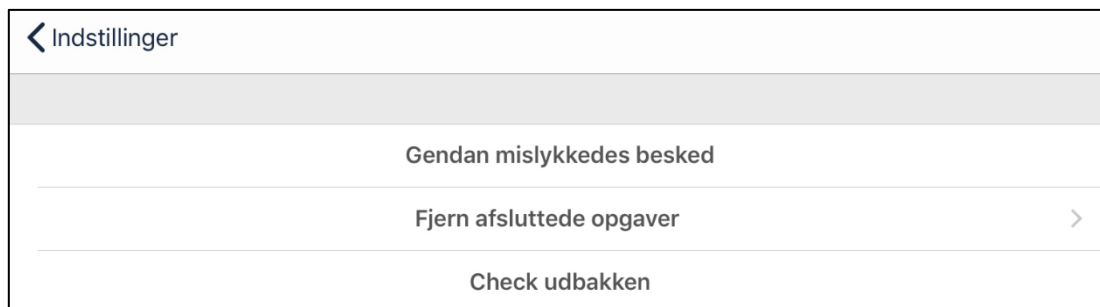 Indstillinger
Gendan mislykkedes besked
Fjern afsluttede opgaver
Check udbakken